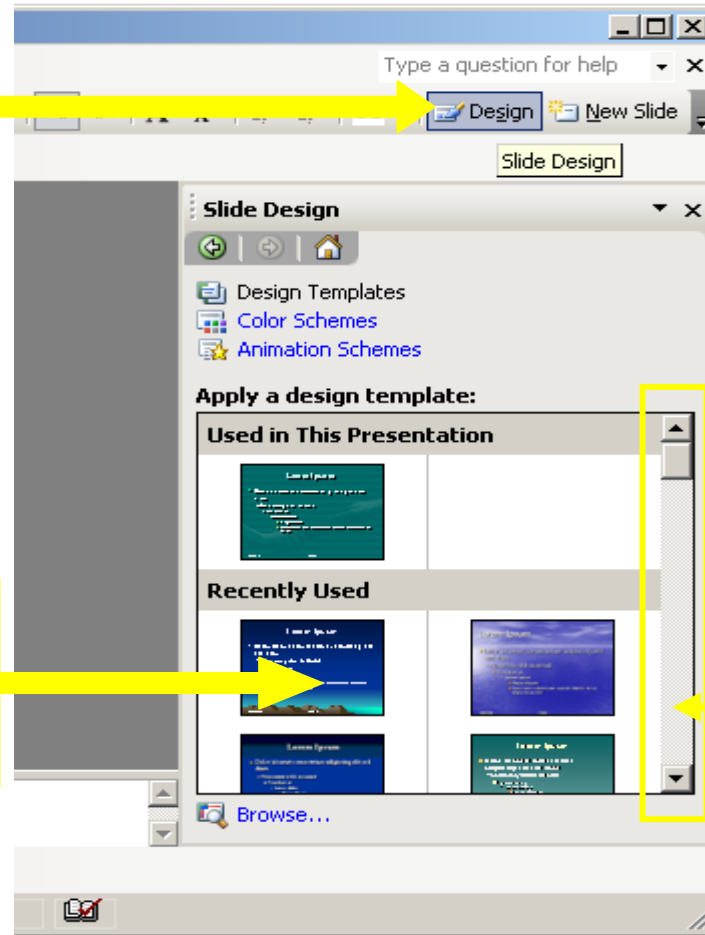 Type a question for help
Design New Slide
Slide Design
Slide Design
Design Templates
Color Schemes
Animation Schemes
Apply a design template:
Used in This Presentation
Recently Used
Browse...